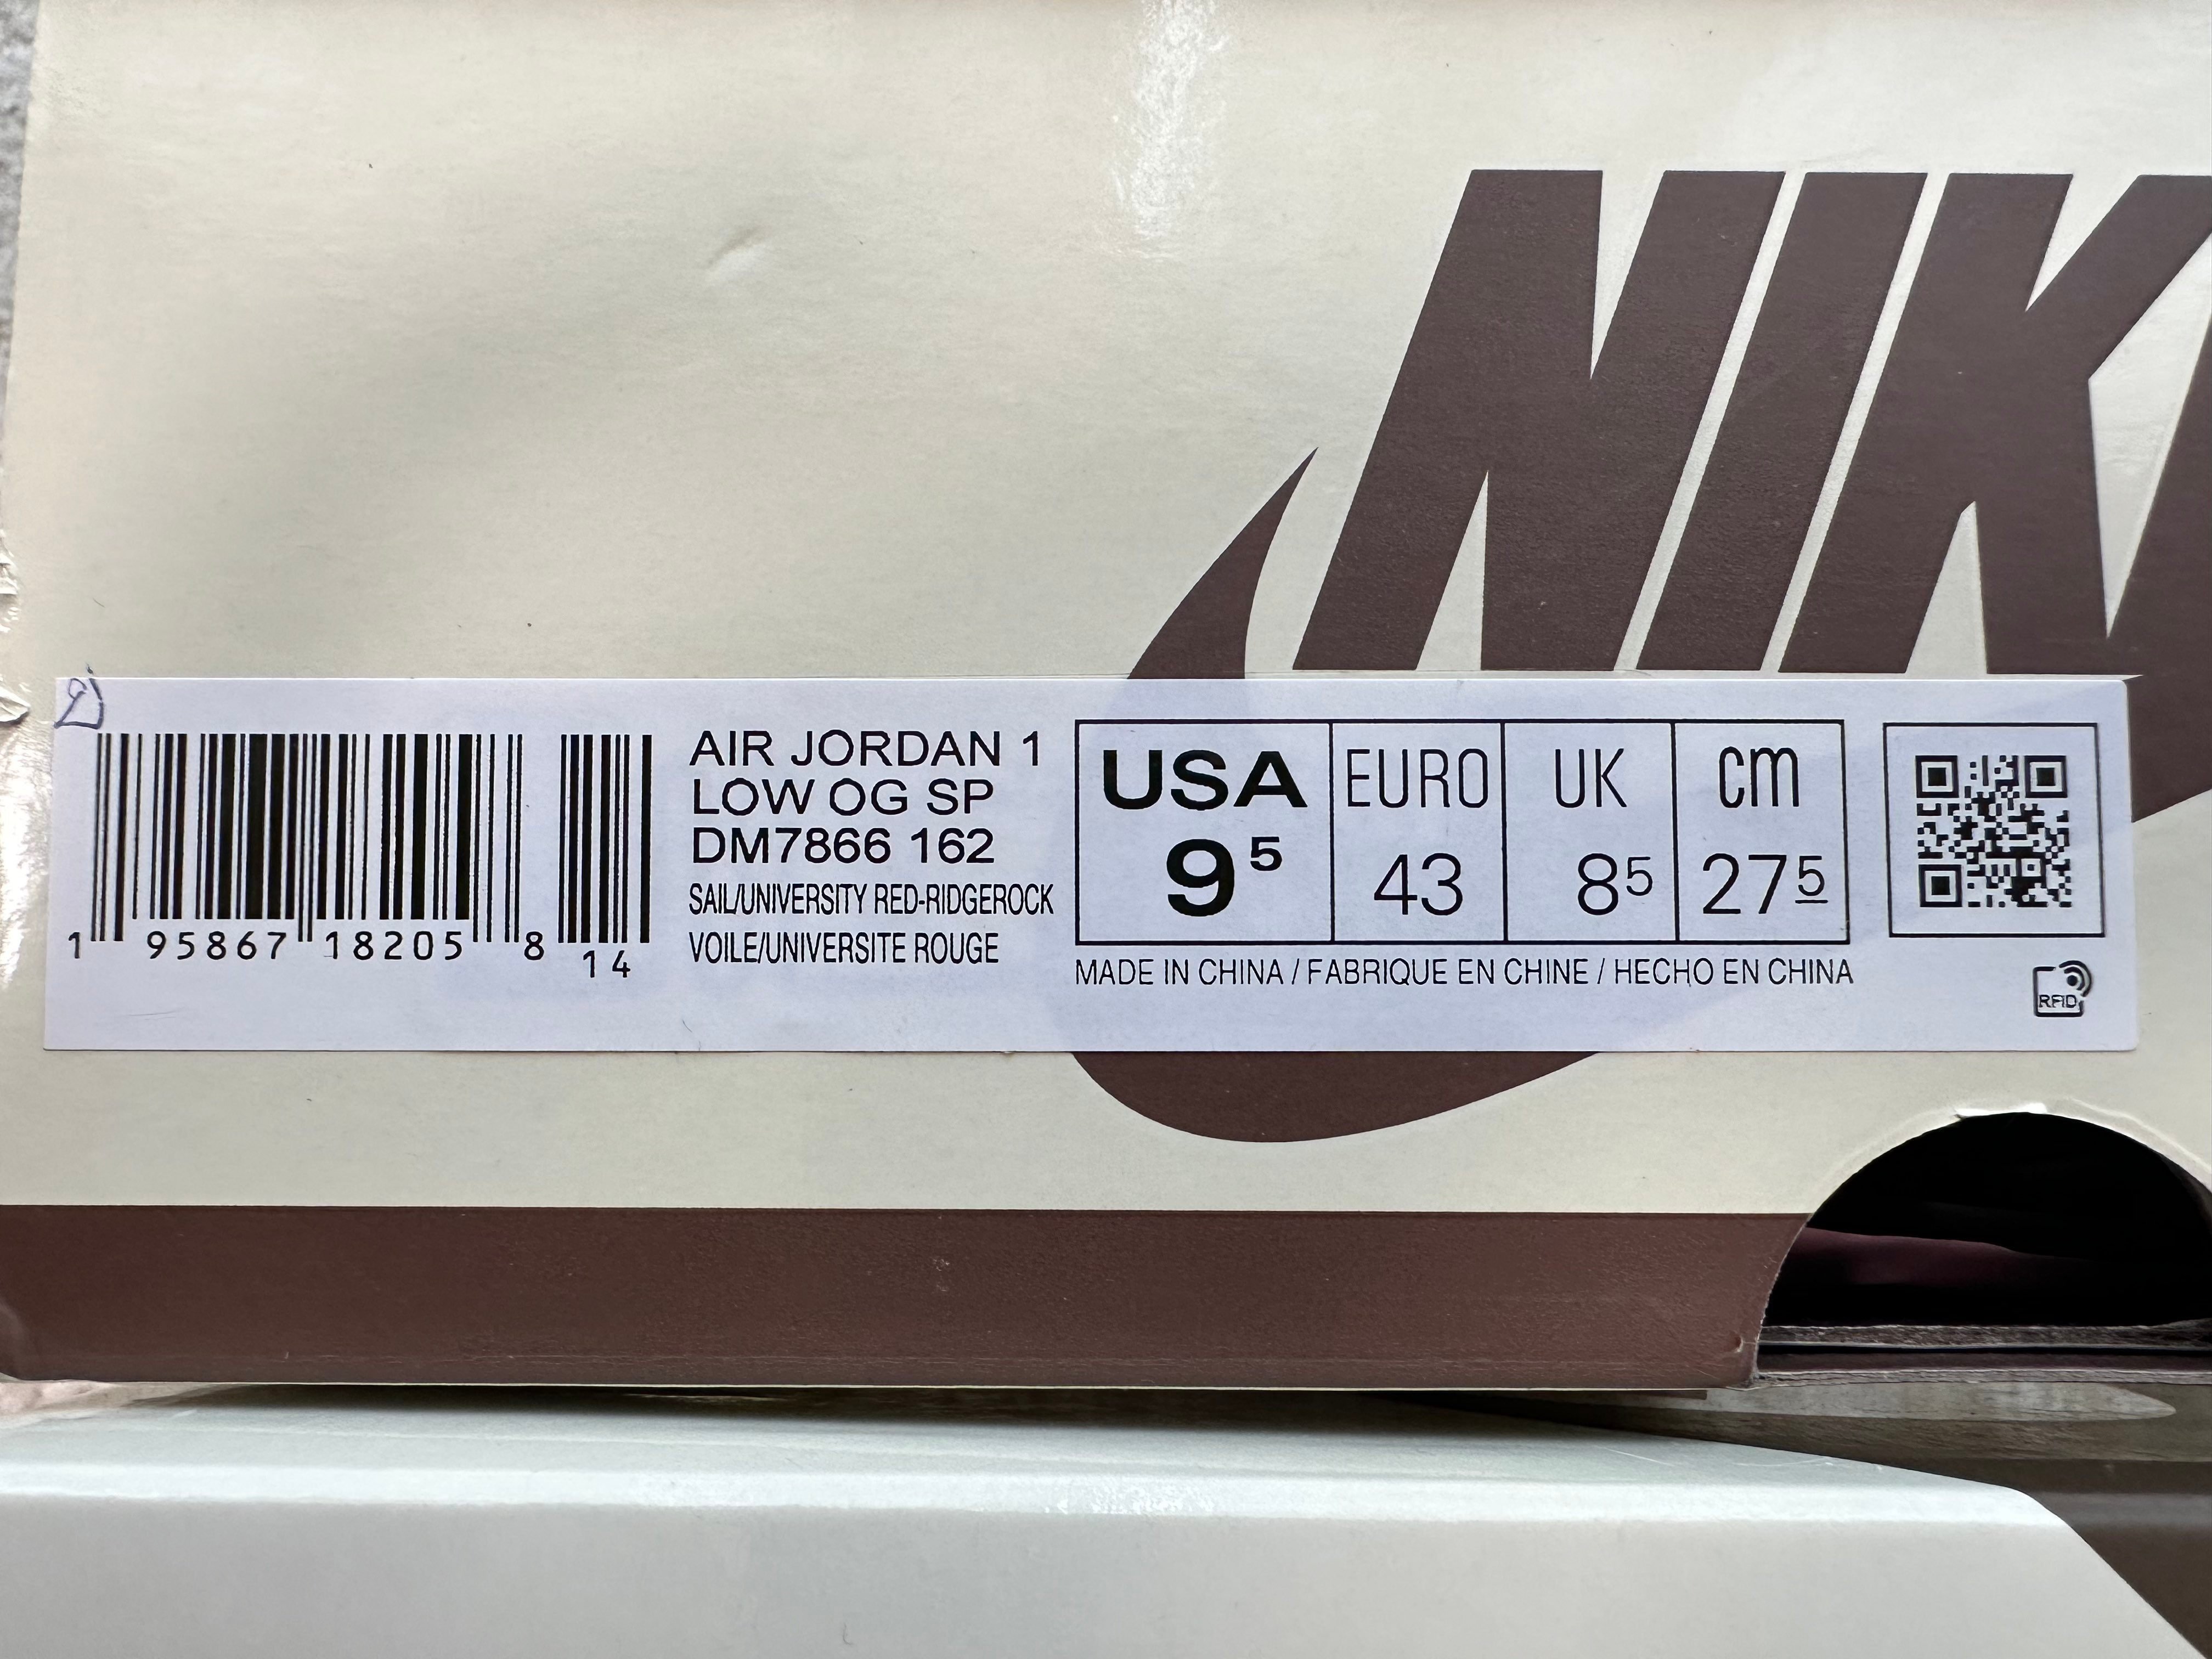 NIK
AIR JORDAN 1
LOW OG SP
DM7866 162
SAIL/UNIVERSITY RED-RIDGEROCK
VOILE/UNIVERSITE ROUGE
1 95867 18205 8 14
USA EURO UK cm
9 5 43 8 5 27 5
MADE IN CHINA / FABRIQUE EN CHINE / HECHO EN CHINA
RFID